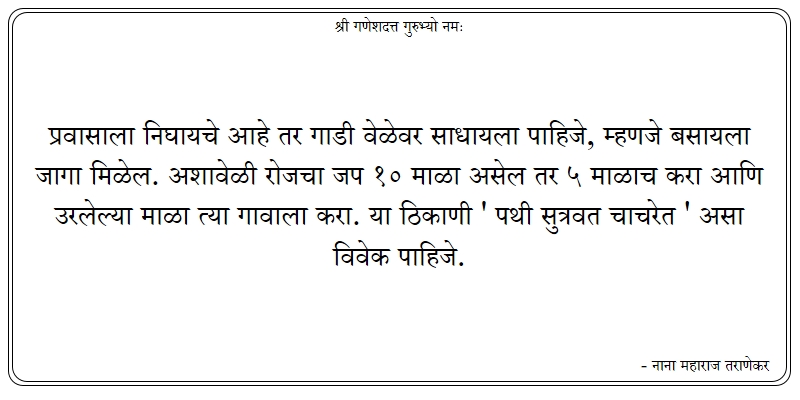 श्री गणेशदत्त गुरुभ्यो नमः
प्रवासाला निघायचे आहे तर गाडी वेळेवर साधायला पाहिजे, म्हणजे बसायला
जागा मिळेल. अशावेळी रोजचा जप १० माळा असेल तर ५ माळाच करा आणि
उरलेल्या माळा त्या गावाला करा. या ठिकाणी ' पथी सुत्रवत चाचरेत ' असा
विवेक पाहिजे.
- नाना महाराज तराणेकर